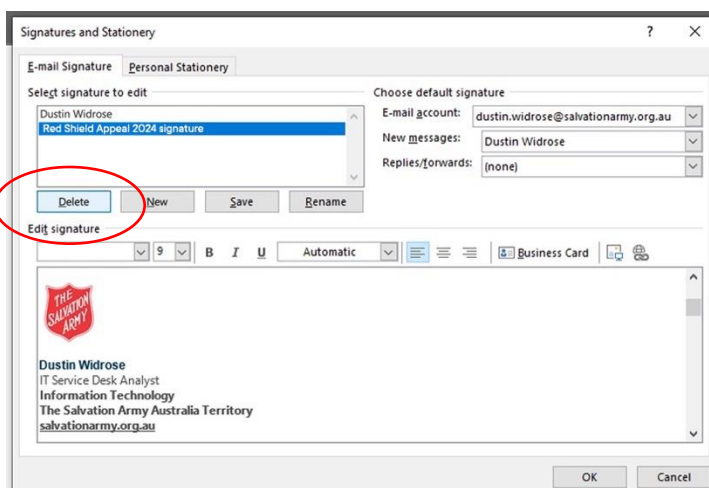 Signatures and Stationery ? ×
E-mail Signature Personal Stationery
Select signature to edit
Dustin Widrose
Red Shield Appeal 2024 signature
Delete New Save Rename
Choose default signature
E-mail account: dustin.widrose@salvationarmy.org.au
New messages: Dustin Widrose
Replies/forwards: (none)
Edit signature
9 B I U Automatic Business Card
THE
SALVATION
ARMY
Dustin Widrose
IT Service Desk Analyst
Information Technology
The Salvation Army Australia Territory
salvationarmy.org.au
OK Cancel